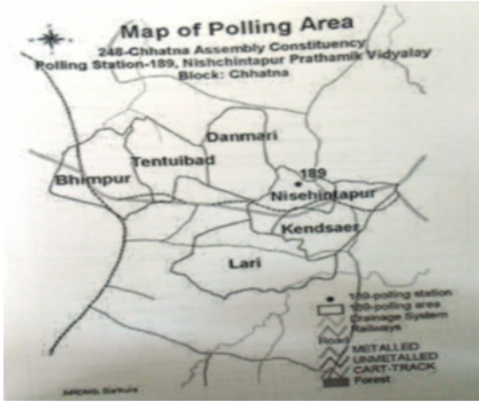 Map of Polling Area
248-Chhatna Assembly Constituency
Polling Station-189, Nishchintapur Prathamik Vidyalay
Block: Chhatna
Danmari
Tentuibad
Bhimpur
189
Nisehintapur
Kendsaer
Lari
189-polling station
189-polling area
Drainage System
Railways
Road
METALLED
UNMETALLED
CART-TRACK
Forest